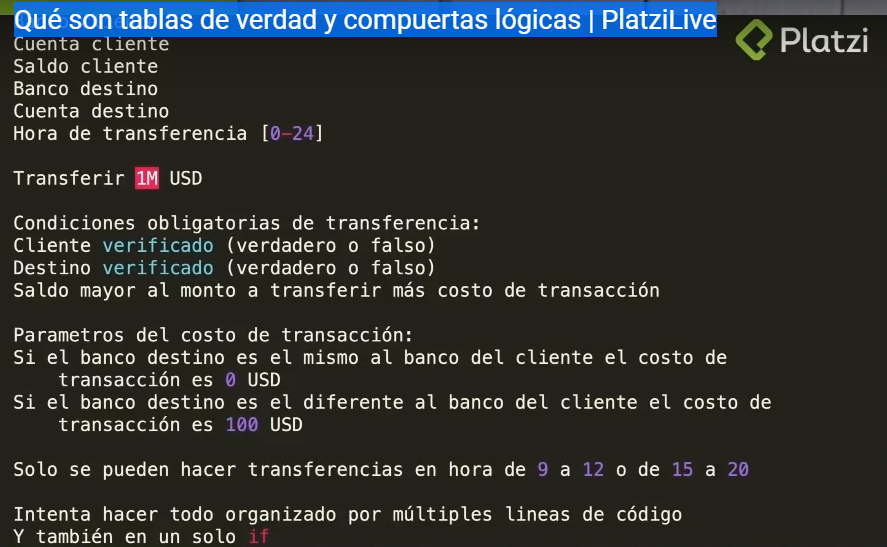 Qué son tablas de verdad y compuertas lógicas | PlatziLive
Platzi
Cuenta cliente
Saldo cliente
Banco destino
Cuenta destino
Hora de transferencia [0-24]
Transferir 1M USD
Condiciones obligatorias de transferencia:
Cliente verificado (verdadero o falso)
Destino verificado (verdadero o falso)
Saldo mayor al monto a transferir más costo de transacción
Parametros del costo de transacción:
Si el banco destino es el mismo al banco del cliente el costo de
transacción es 0 USD
Si el banco destino es el diferente al banco del cliente el costo de
transacción es 100 USD
Solo se pueden hacer transferencias en hora de 9 a 12 o de 15 a 20
Intenta hacer todo organizado por múltiples lineas de código
Y también en un solo if